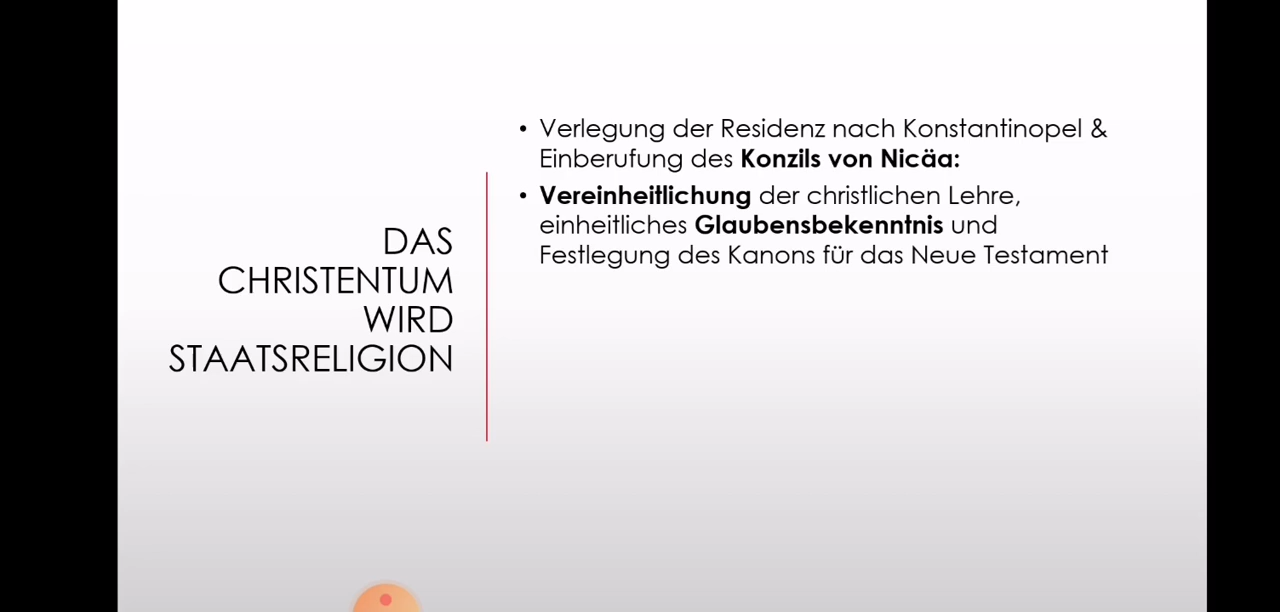 DAS
CHRISTENTUM
WIRD
STAATSRELIGION
• Verlegung der Residenz nach Konstantinopel &
Einberufung des Konzils von Nicäa:
• Vereinheitlichung der christlichen Lehre,
einheitliches Glaubensbekenntnis und
Festlegung des Kanons für das Neue Testament